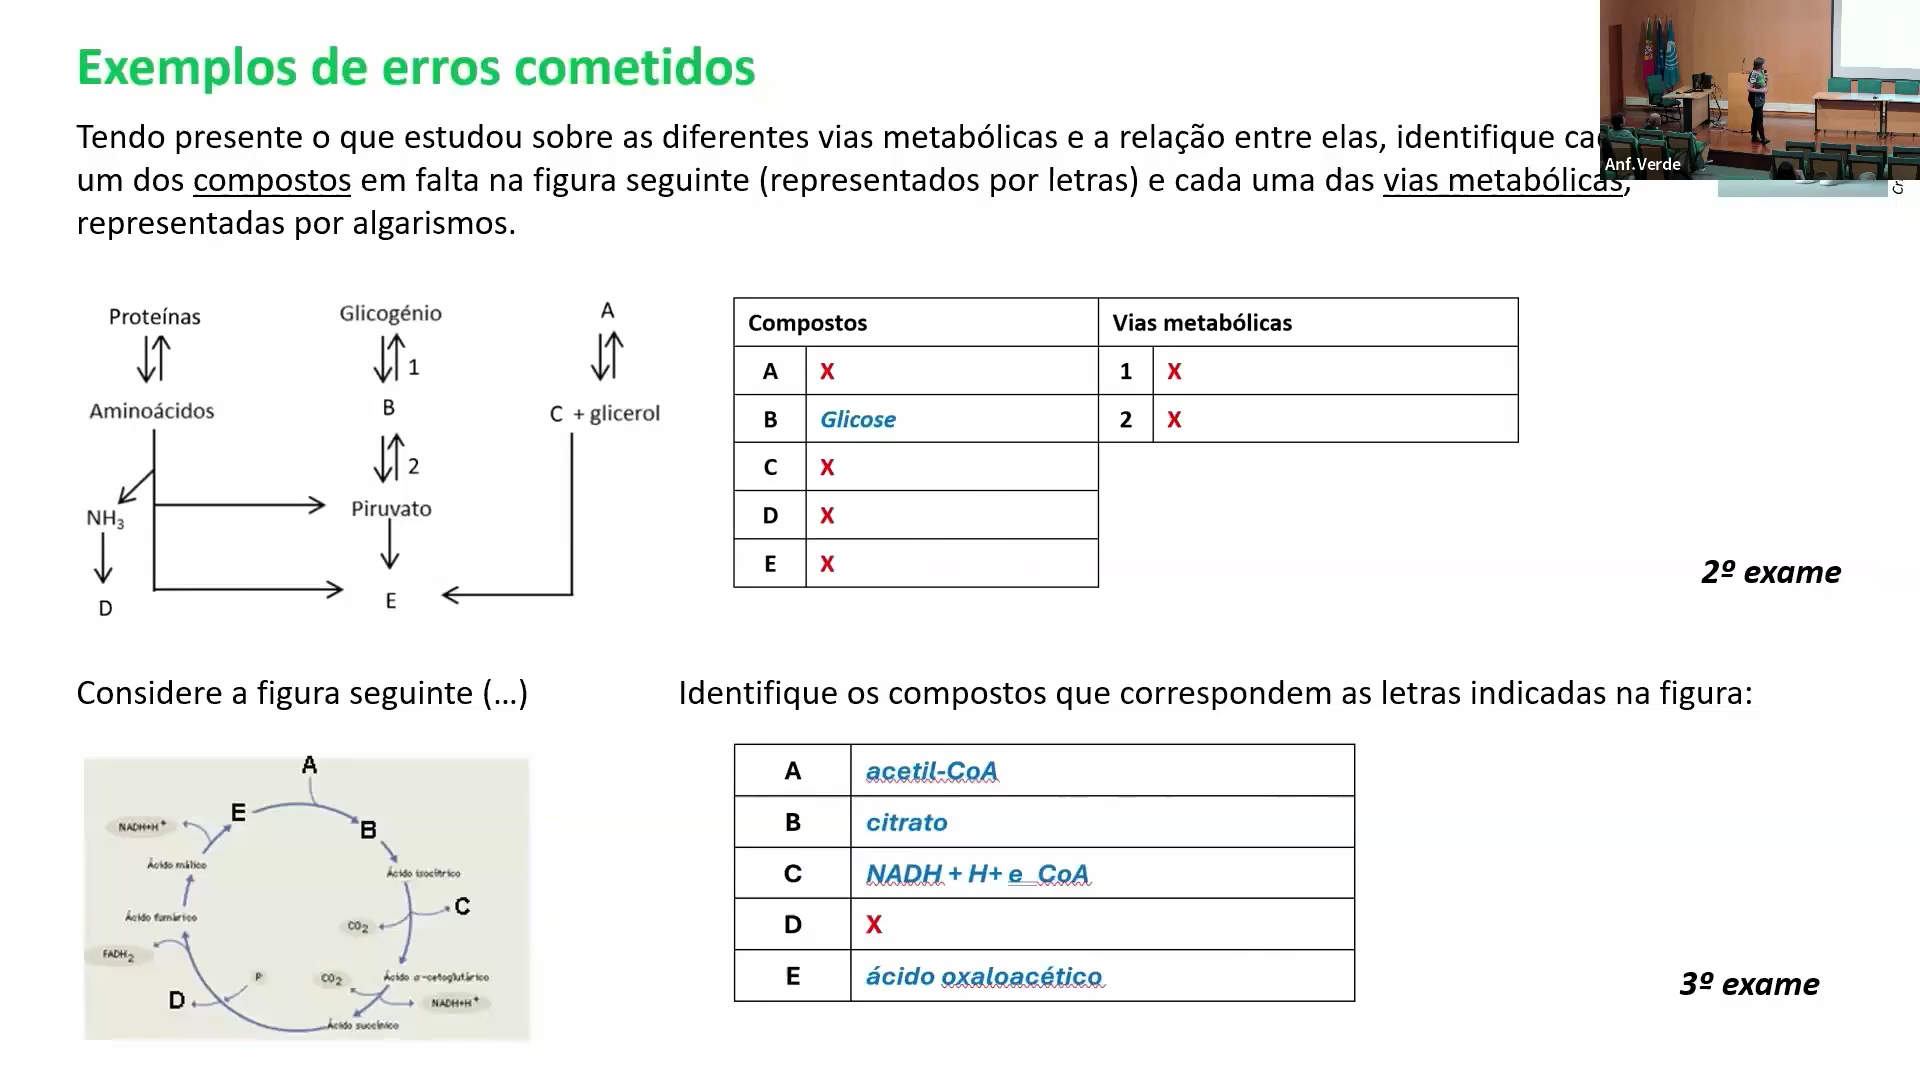 Exemplos de erros cometidos
Anf.Verde
Tendo presente o que estudou sobre as diferentes vias metabólicas e a relação entre elas, identifique
um dos compostos em falta na figura seguinte (representados por letras) e cada uma das vias metabólicas,
representadas por algarismos.
Proteínas
Glicogénio
A
1
Aminoácidos
B
C + glicerol
2
NH3
Piruvato
D
E
Compostos
Vias metabólicas
A X 1 X
B Glicose 2 X
C X
D X
E X
2º exame
Considere a figura seguinte (...)
Identifique os compostos que correspondem as letras indicadas na figura:
A
E
B
NADH+H+
Ácido málico
Ácido isocítrico
C
Ácido fumárico
CO2
FADH2
P
CO2
Ácido α-cetoglutárico
D
NADH+H+
Ácido succínico
A acetil-CoA
B citrato
C NADH + H+ e CoA
D X
E ácido oxaloacético
3º exame